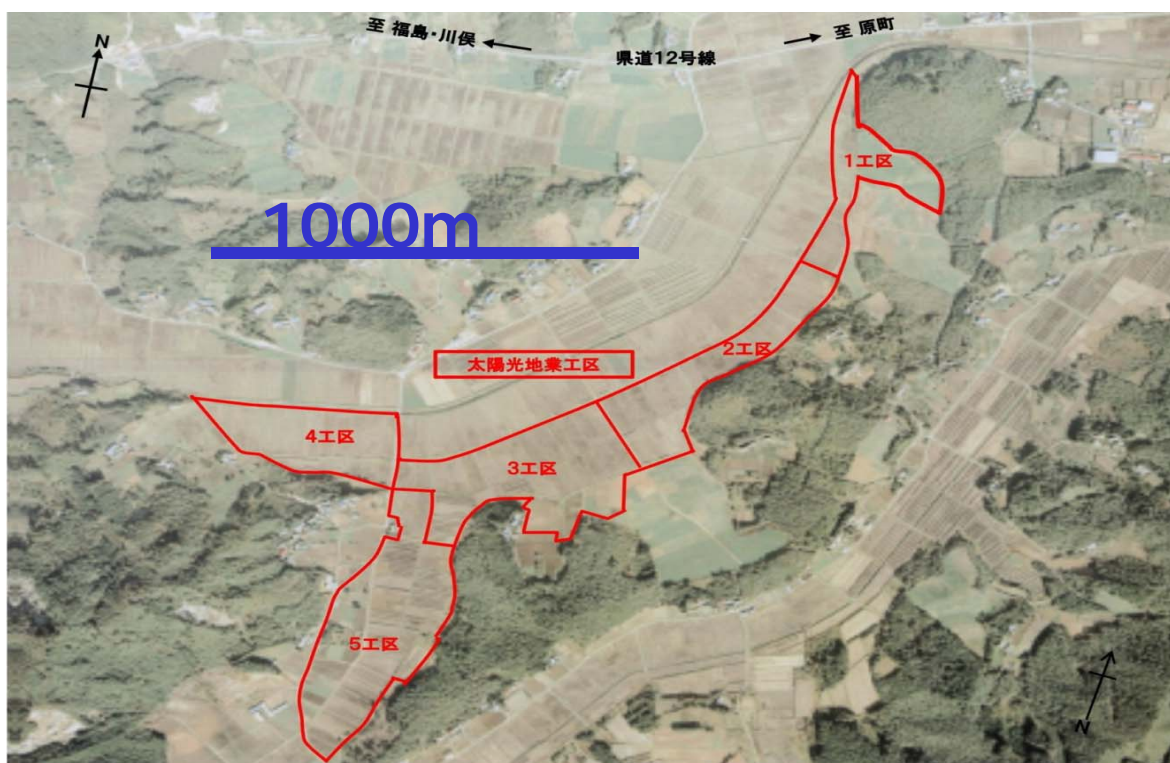 N
至 福島・川俣
県道12号線
至 原町
1工区
1000m
2工区
太陽光地業工区
4工区
3工区
5工区
N